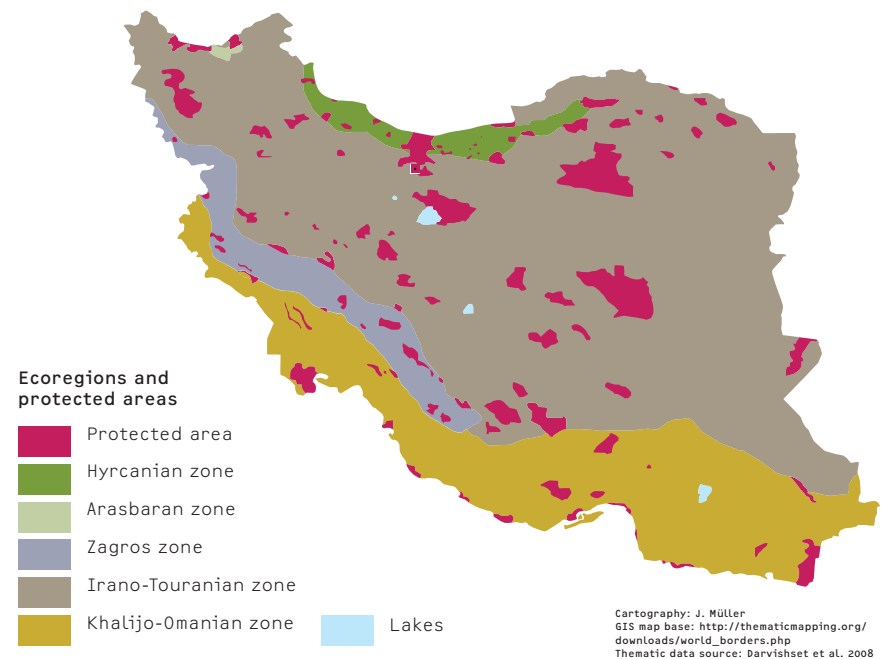 Ecoregions and
protected areas
Protected area
Hyrcanian zone
Arasbaran zone
Zagros zone
Irano-Touranian zone
Khalijo-Omanian zone
Lakes
Cartography: J. Müller
GIS map base: http://thematicmapping.org/
downloads/world_borders.php
Thematic data source: Darvishset et al. 2008